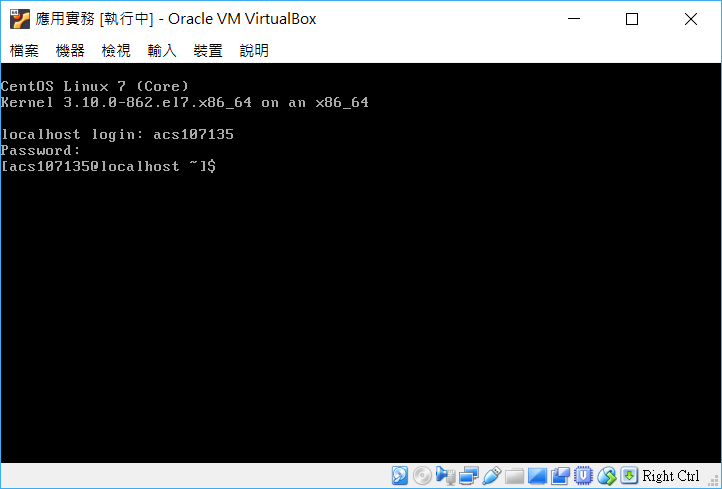 應用實務 [執行中] - Oracle VM VirtualBox
檔案 機器 檢視 輸入 裝置 說明
CentOS Linux 7 (Core)
Kernel 3.10.0-862.el7.x86_64 on an x86_64
localhost login: acs107135
Password:
[acs107135@localhost ~]$
Right Ctrl